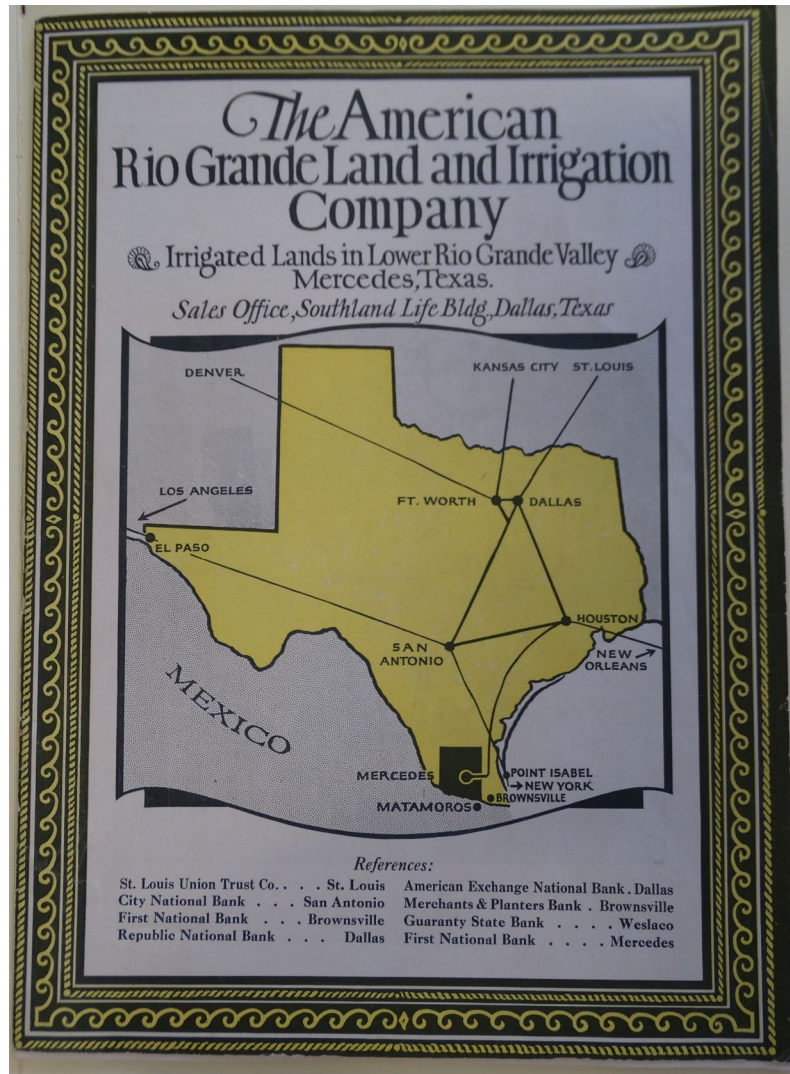 The American
Rio Grande Land and Irrigation
Company
Irrigated Lands in Lower Rio Grande Valley
Mercedes, Texas.
Sales Office, Southland Life Bldg., Dallas, Texas
DENVER
KANSAS CITY
ST. LOUIS
LOS ANGELES
FT. WORTH
DALLAS
EL PASO
HOUSTON
SAN
ANTONIO
NEW
ORLEANS
MEXICO
MERCEDES
POINT ISABEL
NEW YORK
BROWNSVILLE
MATAMOROS
References:
St. Louis Union Trust Co. . . . St. Louis
City National Bank . . . San Antonio
First National Bank . . . Brownsville
Republic National Bank . . . Dallas
American Exchange National Bank . Dallas
Merchants & Planters Bank . Brownsville
Guaranty State Bank . . . . Weslaco
First National Bank . . . . Mercedes